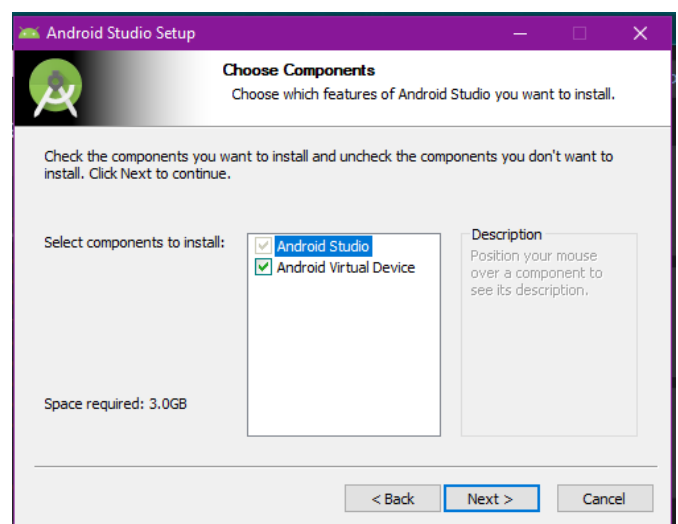 Android Studio Setup
Choose Components
Choose which features of Android Studio you want to install.
Check the components you want to install and uncheck the components you don't want to
install. Click Next to continue.
Select components to install:
Android Studio
Android Virtual Device
Description
Position your mouse
over a component to
see its description.
Space required: 3.0GB
< Back
Next >
Cancel